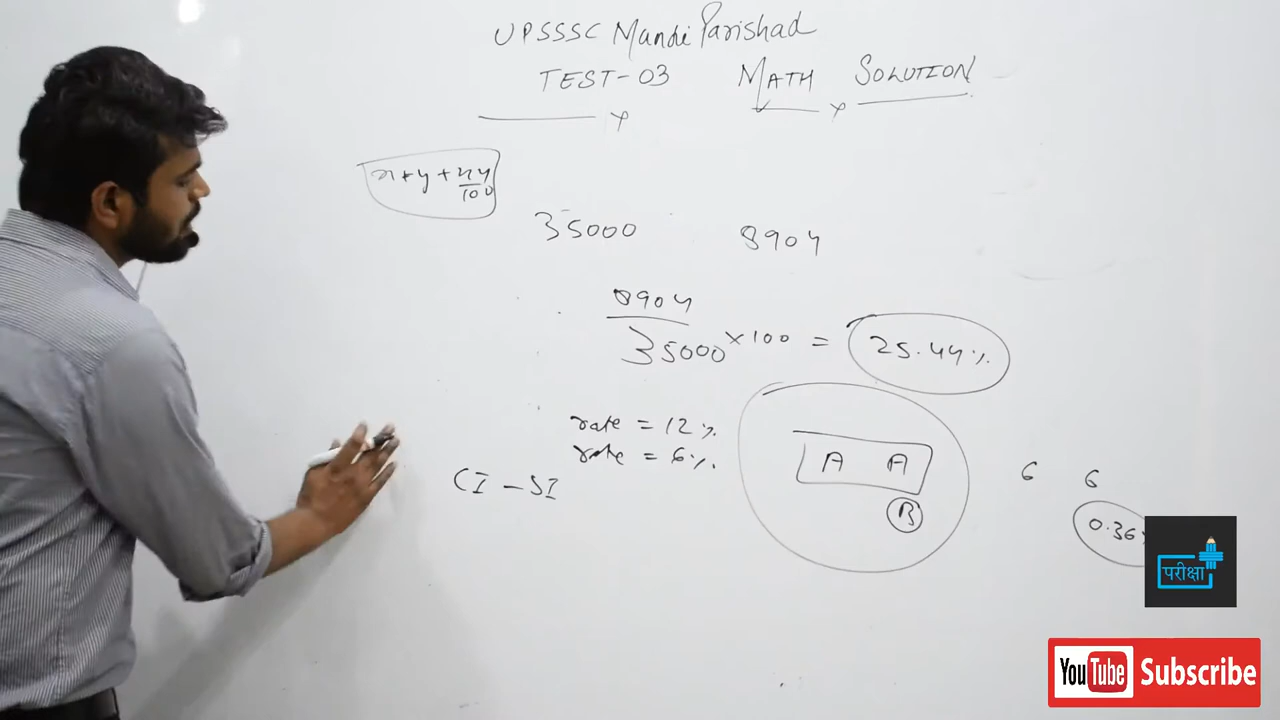 UPSSSC Mandi Parishad
TEST-03 MATH SOLUTION
x+y+xy/100
35000 8904
8904/35000 ×100 = 25.44%
rate = 12%
rate = 6%
CI - SI
A A
B
6 6
0.36
परीक्षा
YouTube Subscribe